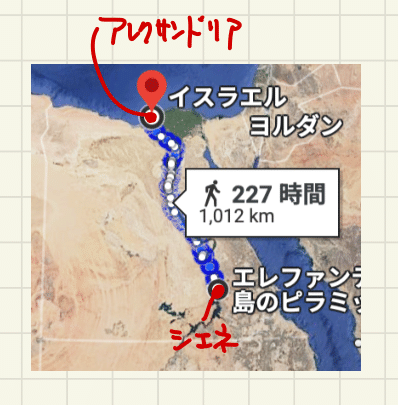 アレクサンドリア
イスラエル
ヨルダン
227 時間
1,012 km
エレファンテ
島のピラミッ
シエネ